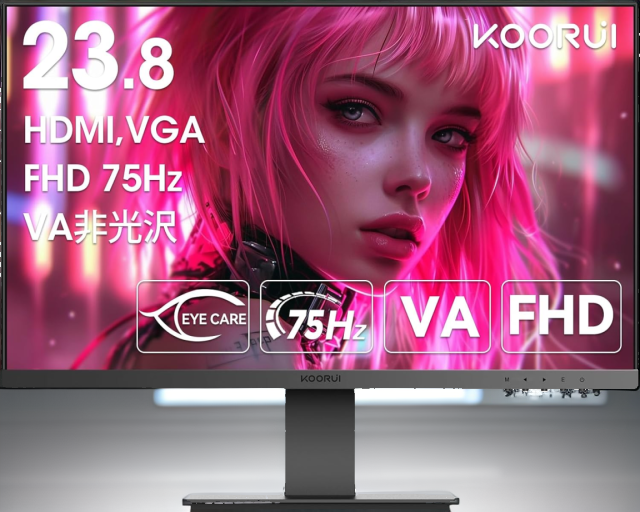 23.8
KOORUI
HDMI,VGA
FHD 75Hz
VA非光沢
EYE CARE
75Hz
VA
FHD
KOORUI
M ◂ ▸ E